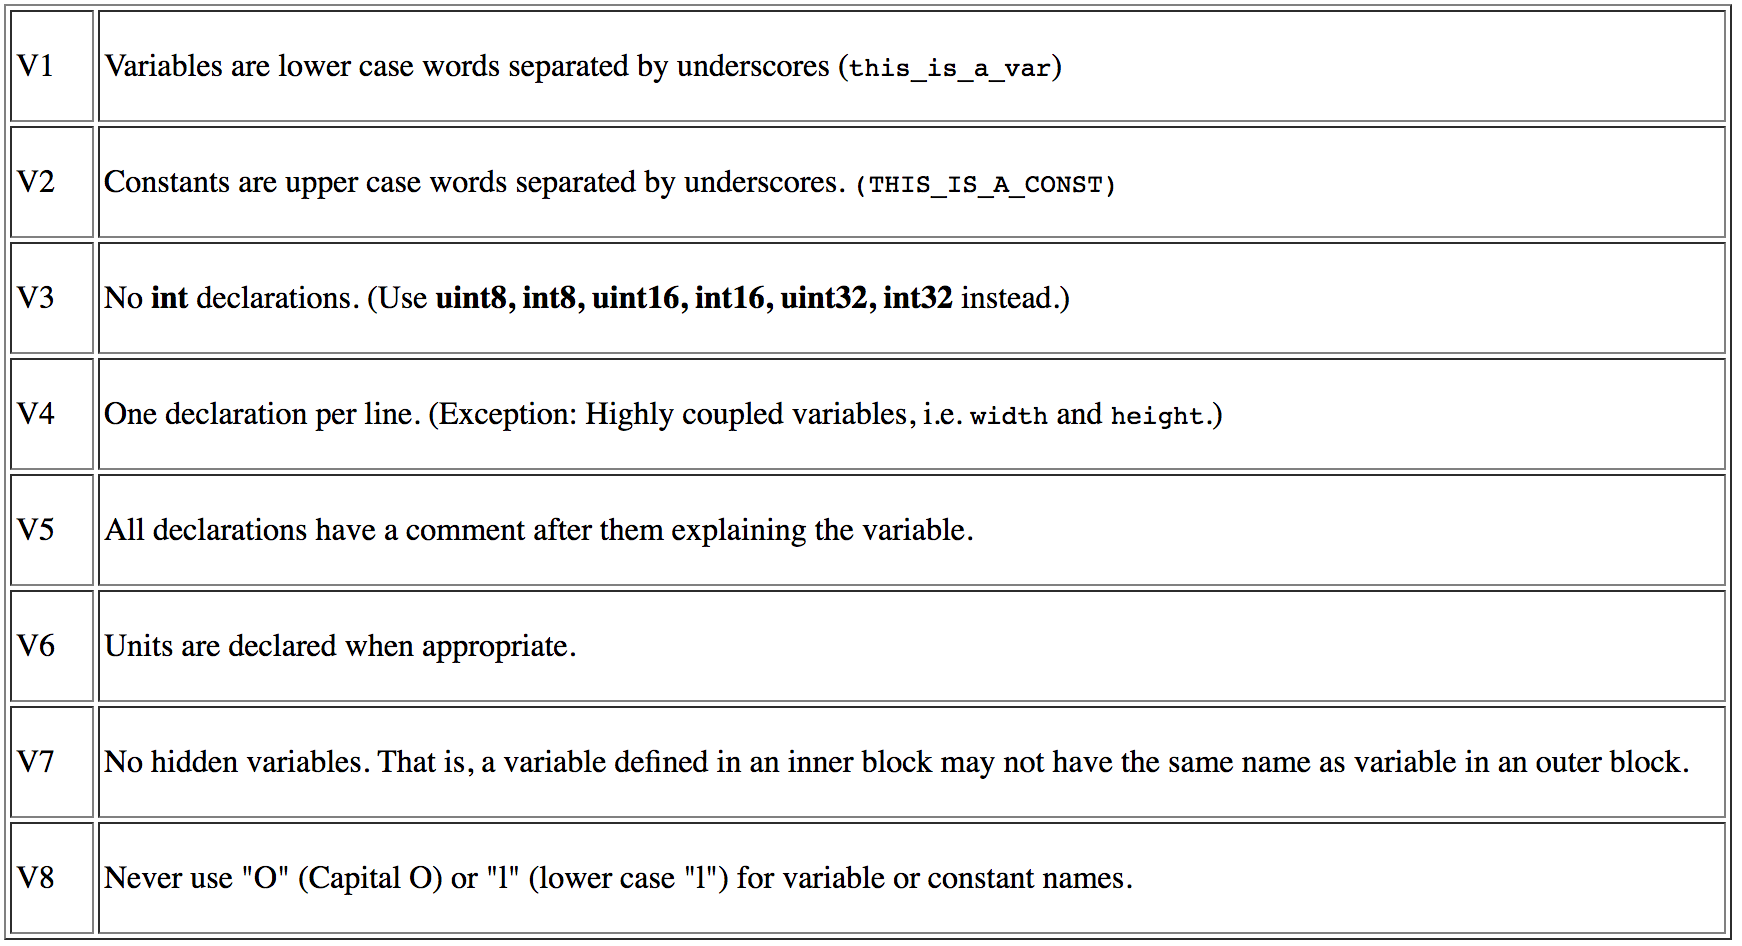 V1 Variables are lower case words separated by underscores (this_is_a_var)
V2 Constants are upper case words separated by underscores. (THIS_IS_A_CONST)
V3 No int declarations. (Use uint8, int8, uint16, int16, uint32, int32 instead.)
V4 One declaration per line. (Exception: Highly coupled variables, i.e. width and height.)
V5 All declarations have a comment after them explaining the variable.
V6 Units are declared when appropriate.
V7 No hidden variables. That is, a variable defined in an inner block may not have the same name as variable in an outer block.
V8 Never use "O" (Capital O) or "l" (lower case "l") for variable or constant names.